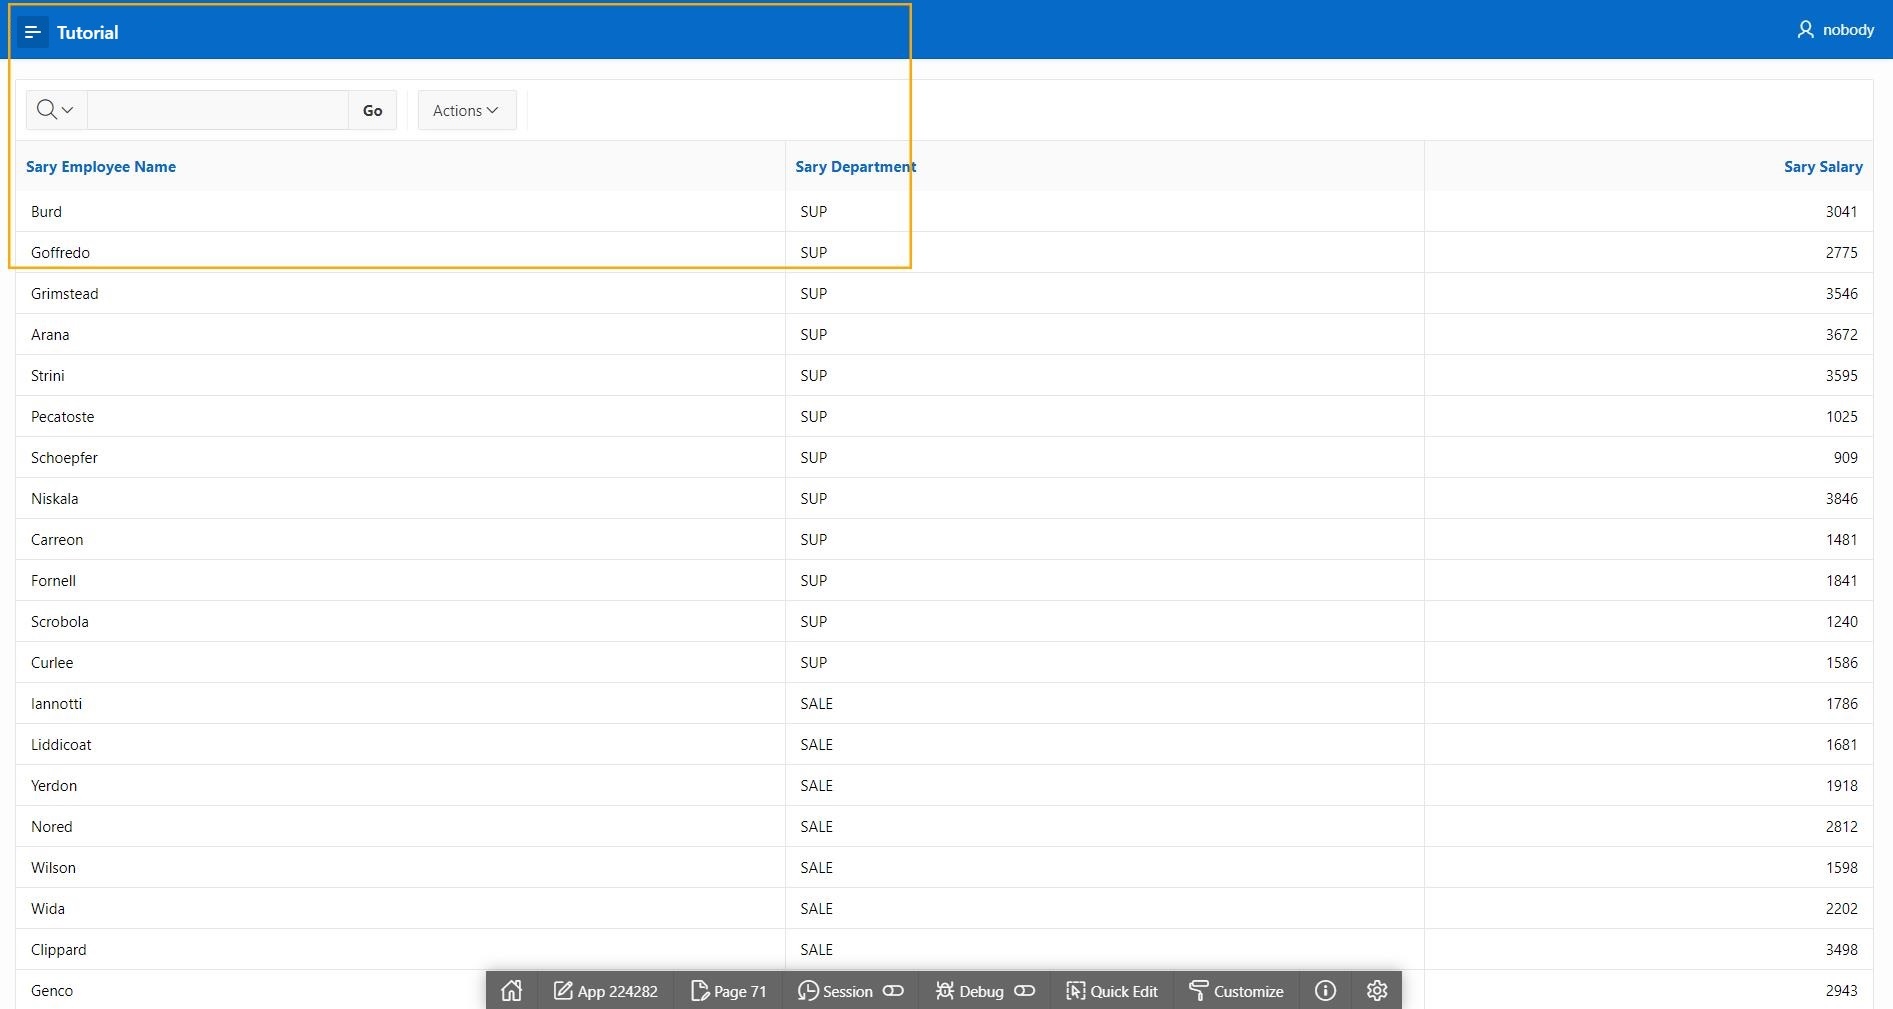 Tutorial
nobody
Go
Actions
Sary Employee Name Sary Department Sary Salary
Burd SUP 3041
Goffredo SUP 2775
Grimstead SUP 3546
Arana SUP 3672
Strini SUP 3595
Pecatoste SUP 1025
Schoepfer SUP 909
Niskala SUP 3846
Carreon SUP 1481
Fornell SUP 1841
Scrobola SUP 1240
Curlee SUP 1586
Iannotti SALE 1786
Liddicoat SALE 1681
Yerdon SALE 1918
Nored SALE 2812
Wilson SALE 1598
Wida SALE 2202
Clippard SALE 3498
Genco 2943
App 224282 Page 71 Session Debug Quick Edit Customize